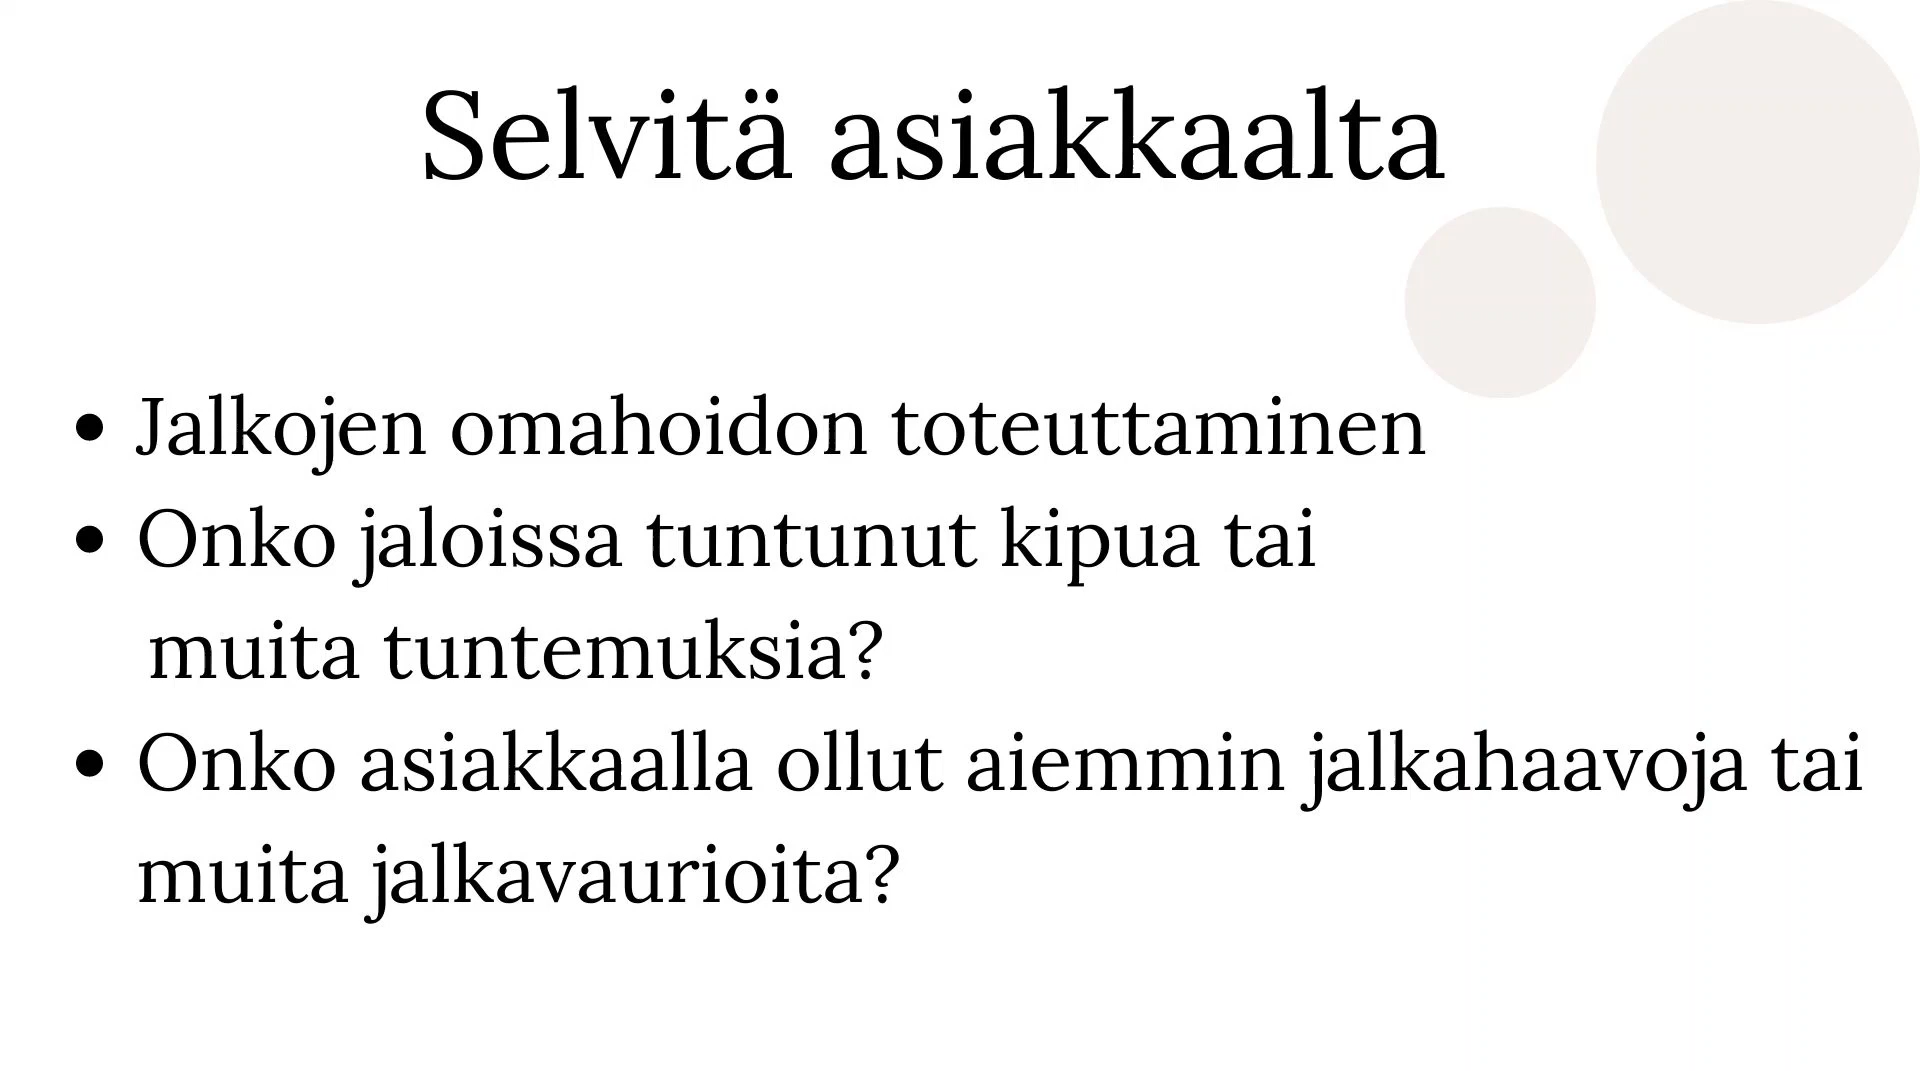 Selvitä asiakkaalta
• Jalkojen omahoidon toteuttaminen
• Onko jaloissa tuntunut kipua tai
muita tuntemuksia?
• Onko asiakkaalla ollut aiemmin jalkahaavoja tai
muita jalkavaurioita?